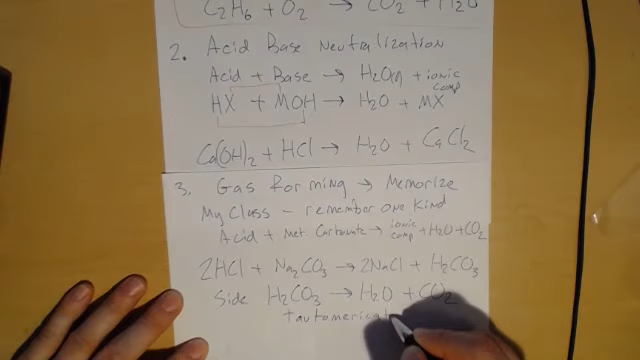 C₂H₆ + O₂ → CO₂ + H₂O
2. Acid Base Neutralization
Acid + Base → H₂O(l) + ionic comp
HX + MOH → H₂O + MX
Ca(OH)₂ + HCl → H₂O + CaCl₂
3. Gas Forming → Memorize
My Class - remember one kind
Acid + Met. Carbonate → ionic comp + H₂O + CO₂
2HCl + Na₂CO₃ → 2NaCl + H₂CO₃
Side H₂CO₃ → H₂O + CO₂